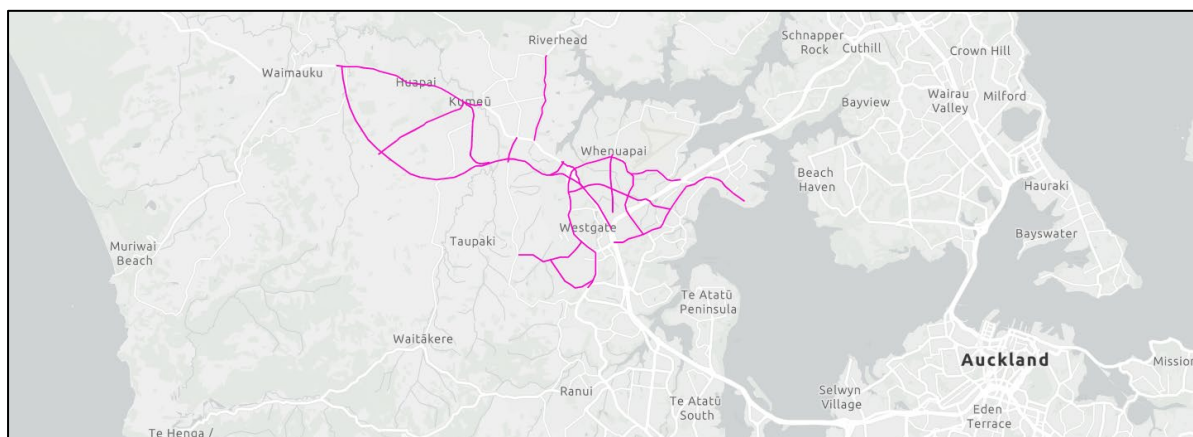 Riverhead
Schnapper
Rock
Cuthill
Crown Hill
Waimauku
Huapai
Kumeū
Bayview
Wairau
Valley
Milford
Whenuapai
Beach
Haven
Hauraki
Westgate
Bayswater
Muriwai
Beach
Taupaki
Te Atatū
Peninsula
Waitākere
Auckland
Mission
Ranui
Selwyn
Village
Te Atatū
South
Eden
Terrace
Te Henga /